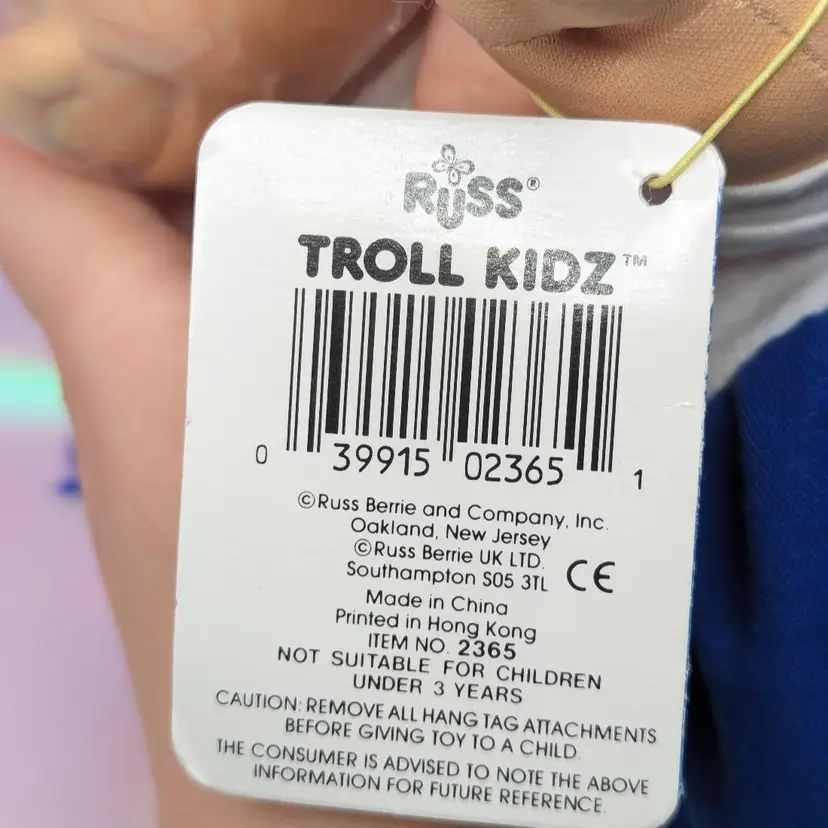 RUSS®
TROLL KIDZ™
0 39915 02365 1
©Russ Berrie and Company, Inc.
Oakland, New Jersey
©Russ Berrie UK LTD.
Southampton S05 3TL CE
Made in China
Printed in Hong Kong
ITEM NO. 2365
NOT SUITABLE FOR CHILDREN
UNDER 3 YEARS
CAUTION: REMOVE ALL HANG TAG ATTACHMENTS
BEFORE GIVING TOY TO A CHILD.
THE CONSUMER IS ADVISED TO NOTE THE ABOVE
INFORMATION FOR FUTURE REFERENCE.